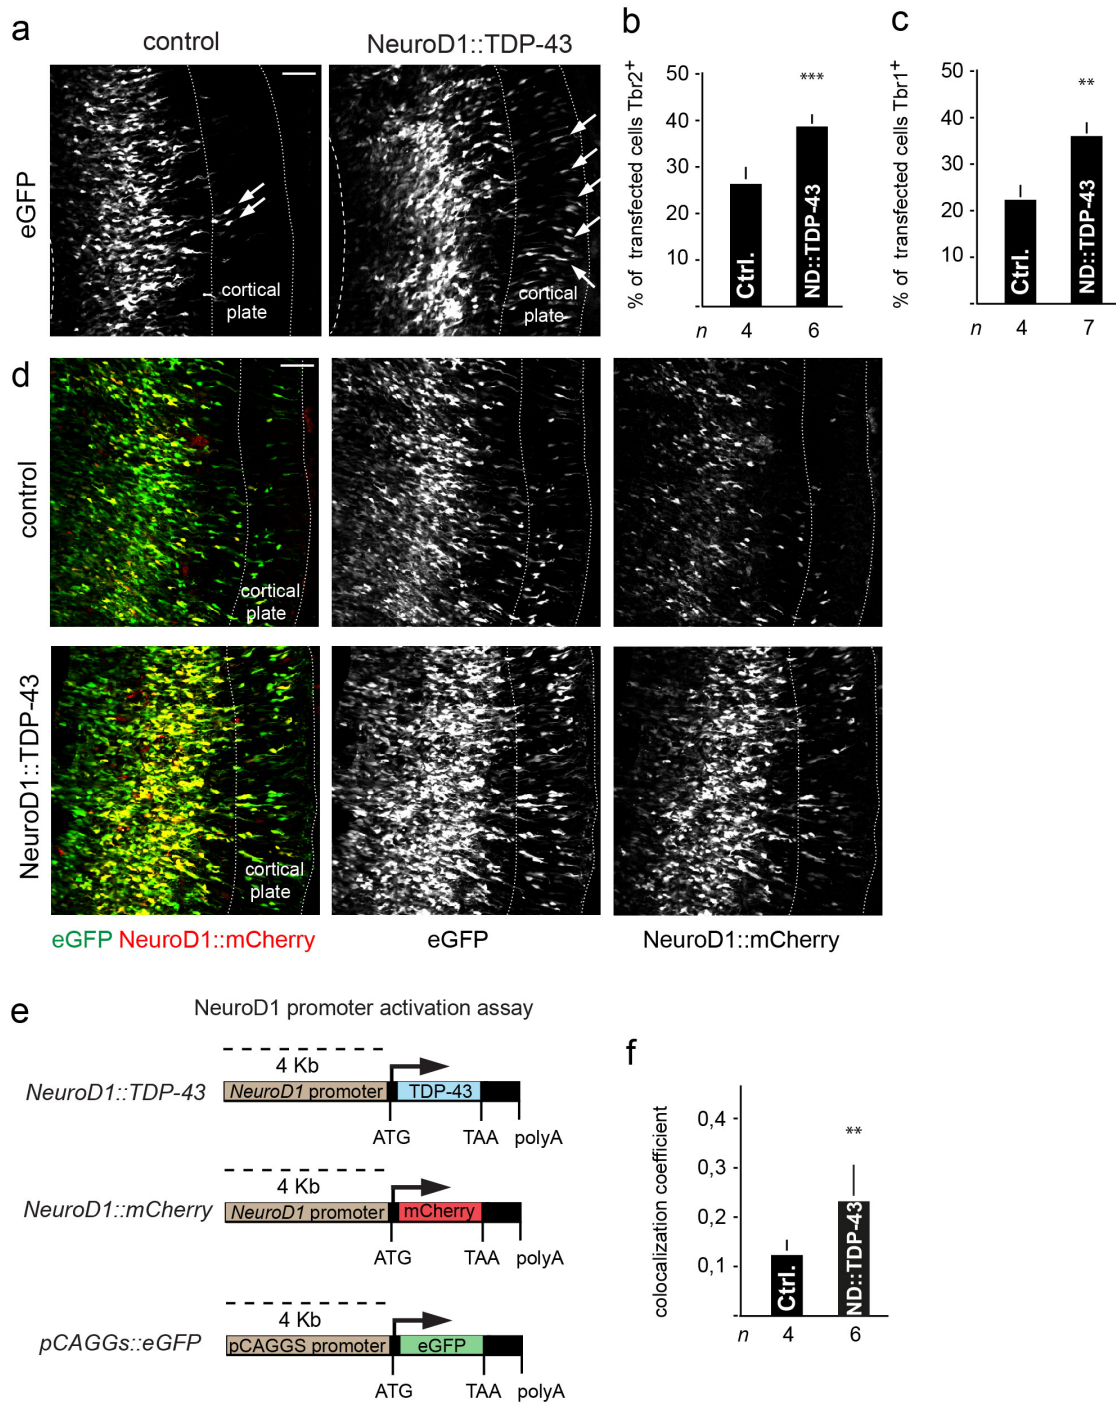 a
control
NeuroD1::TDP-43
eGFP
cortical
plate
cortical
plate
b
% of transfected cells Tbr2+
50
40
30
20
10
***
Ctrl.
ND::TDP-43
n 4 6
c
% of transfected cells Tbr1+
50
40
30
20
10
**
Ctrl.
ND::TDP-43
n 4 7
d
control
cortical
plate
NeuroD1::TDP-43
cortical
plate
eGFP NeuroD1::mCherry
eGFP
NeuroD1::mCherry
e
NeuroD1 promoter activation assay
4 Kb
NeuroD1::TDP-43
NeuroD1 promoter
TDP-43
ATG TAA polyA
4 Kb
NeuroD1::mCherry
NeuroD1 promoter
mCherry
ATG TAA polyA
4 Kb
pCAGGs::eGFP
pCAGGS promoter
eGFP
ATG TAA polyA
f
colocalization coefficient
0,4
0,3
0,2
0,1
**
Ctrl.
ND::TDP-43
n 4 6